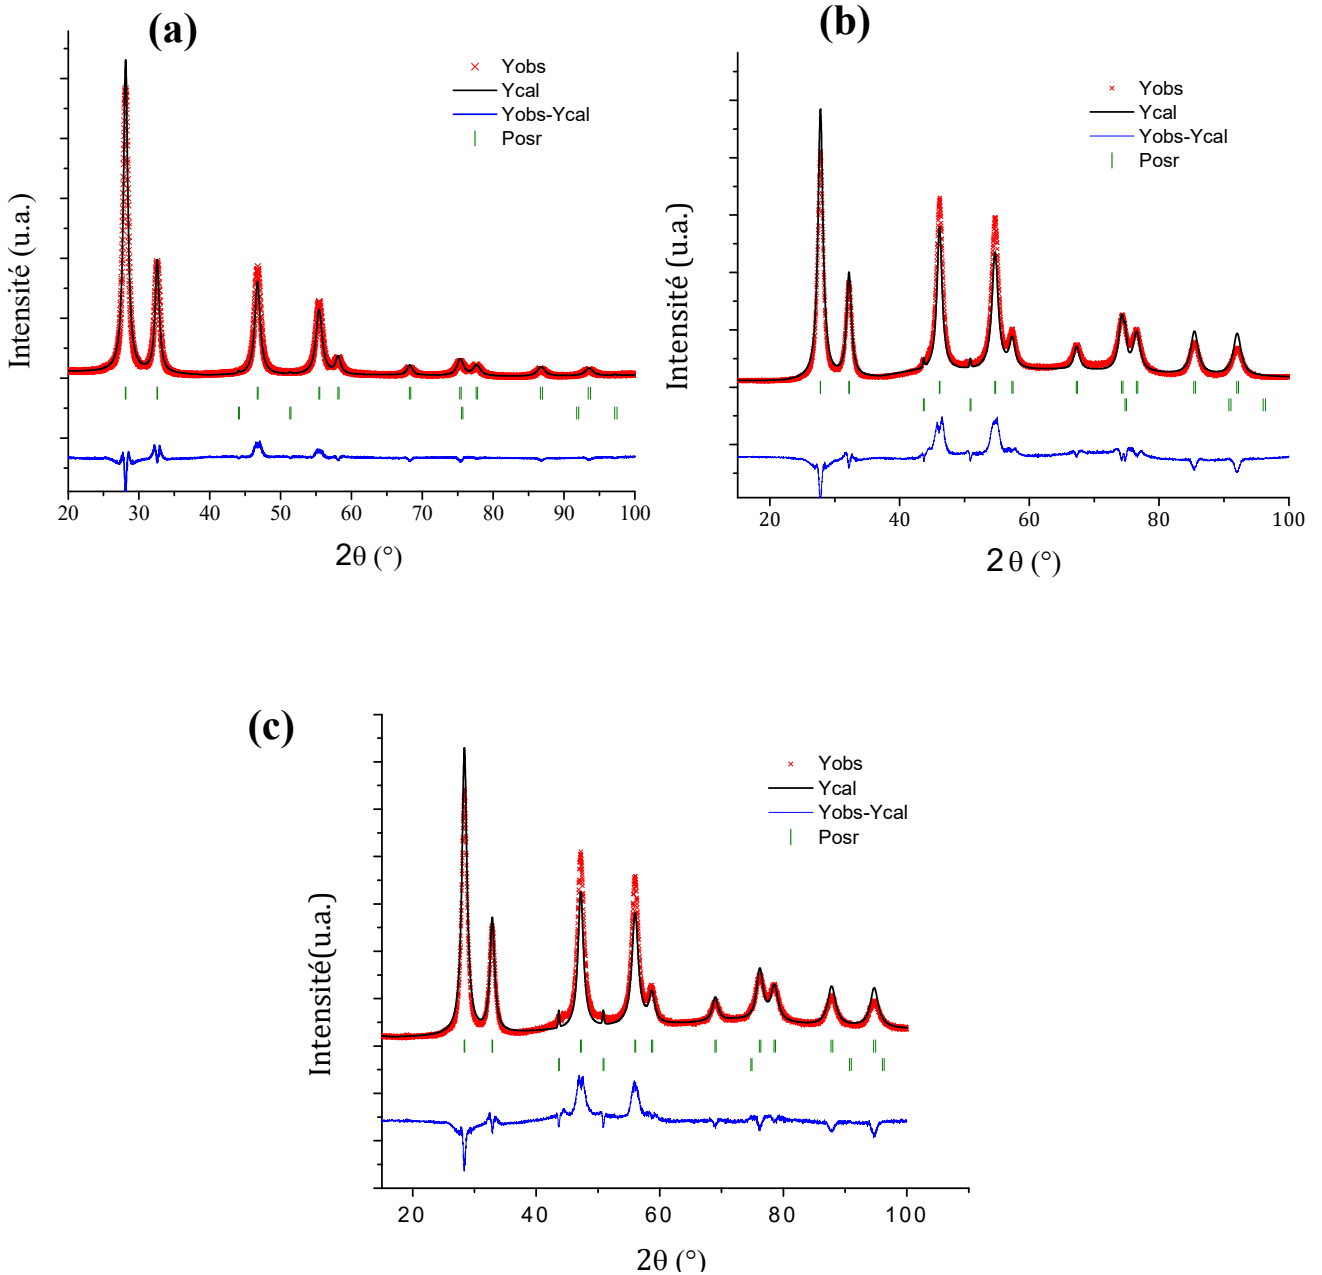 (a)
Yobs
Ycal
Yobs-Ycal
Posr
Intensité (u.a.)
20 30 40 50 60 70 80 90 100
2θ (°)
(b)
Yobs
Ycal
Yobs-Ycal
Posr
Intensité (u.a.)
20 40 60 80 100
2 θ (°)
(c)
Yobs
Ycal
Yobs-Ycal
Posr
Intensité(u.a.)
20 40 60 80 100
2θ (°)